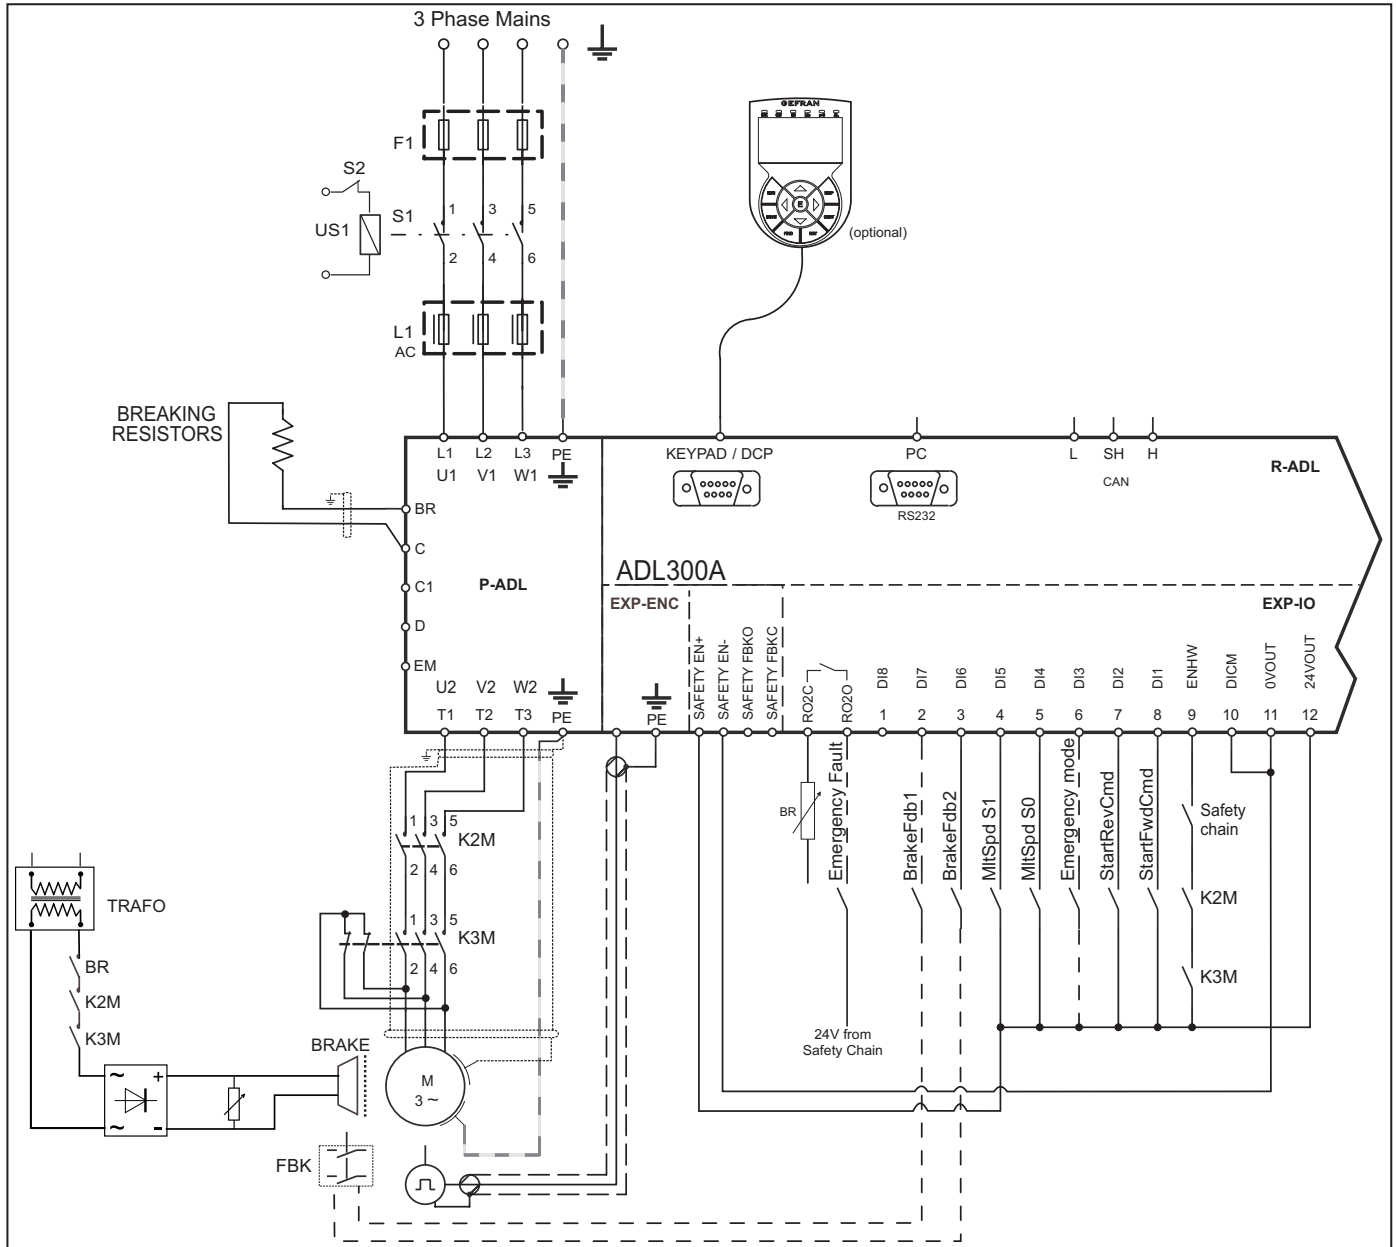 3 Phase Mains
GEFRAN
F1
S2
US1
S1
1 3 5
2 4 6
E
(optional)
L1
AC
BREAKING
RESISTORS
L1 L2 L3 PE
U1 V1 W1
KEYPAD / DCP
PC
RS232
L SH H
CAN
R-ADL
BR
C
C1
D
EM
P-ADL
ADL300A
EXP-ENC
EXP-IO
U2 V2 W2
T1 T2 T3 PE
PE
SAFETY EN+
SAFETY EN-
SAFETY FBKO
SAFETY FBKC
RO2C
RO2O
DI8
DI7
DI6
DI5
DI4
DI3
DI2
DI1
ENHW
DICM
0VOUT
24VOUT
1 2 3 4 5 6 7 8 9 10 11 12
BR
Emergency Fault
BrakeFdb1
BrakeFdb2
MltSpd S1
MltSpd S0
Emergency mode
StartRevCmd
StartFwdCmd
Safety
chain
K2M
K3M
24V from
Safety Chain
1 3 5
K2M
2 4 6
1 3 5
K3M
2 4 6
TRAFO
BR
K2M
K3M
BRAKE
~ +
~ -
M
3 ~
FBK